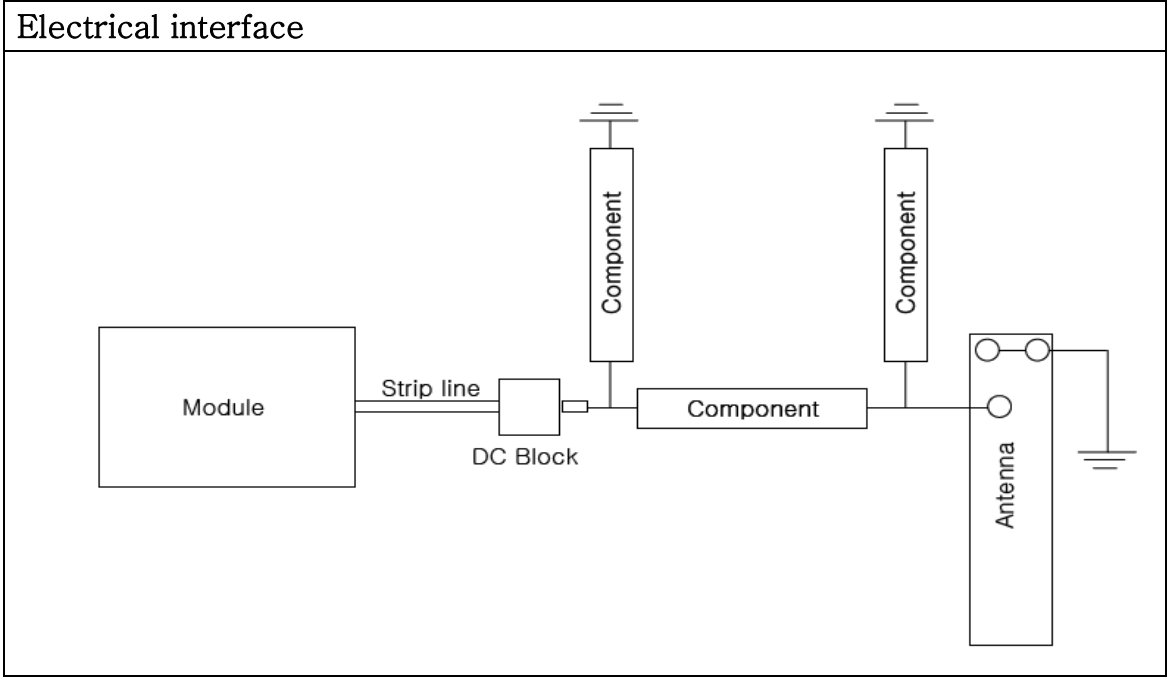 Electrical interface
Component
Component
Module
Strip line
DC Block
Component
Antenna